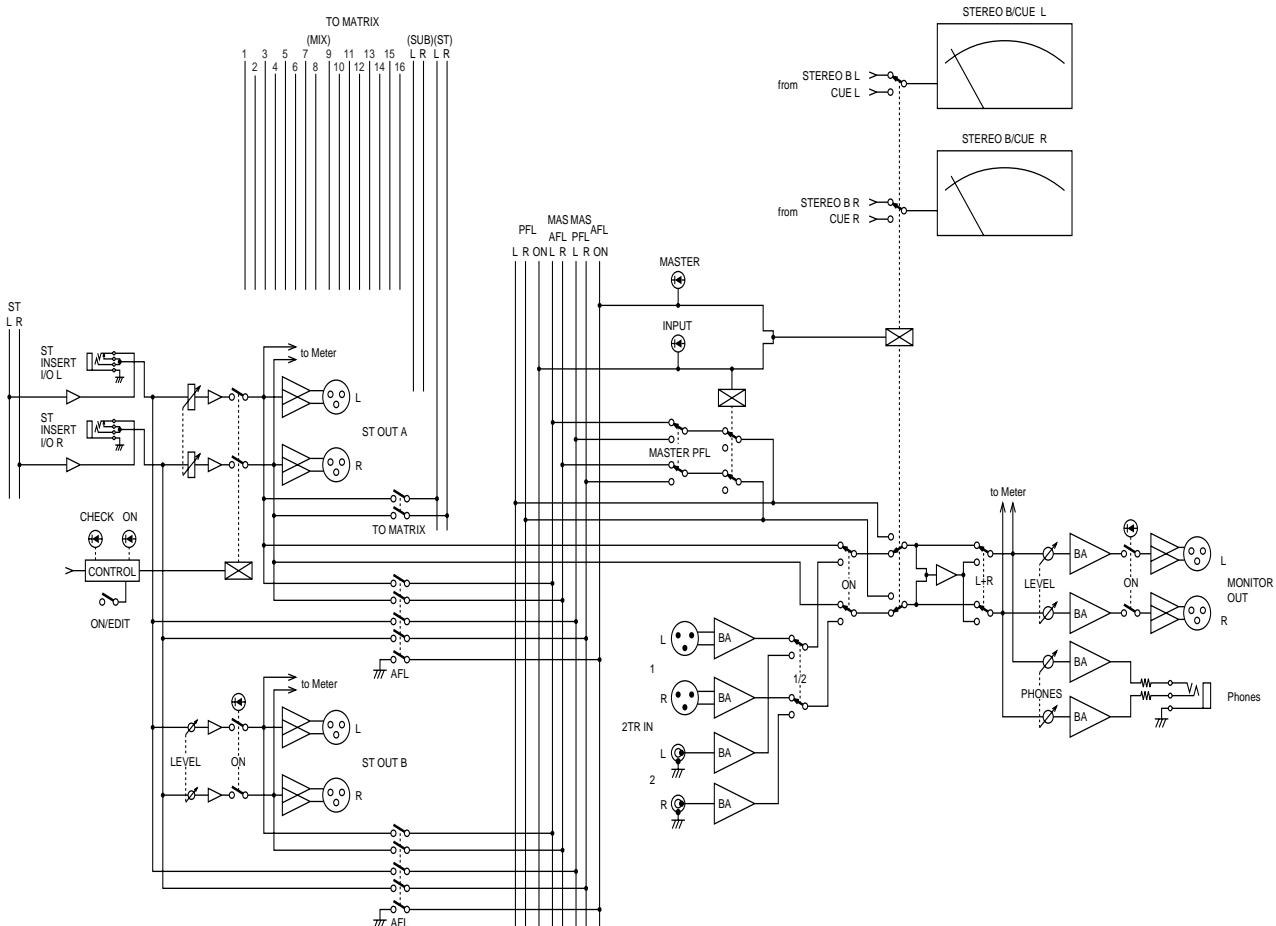 TO MATRIX
(MIX)
(SUB)(ST)
1 3 5 7 9 11 13 15 L R L R
2 4 6 8 10 12 14 16
STEREO B/CUE L
from STEREO B L
CUE L
STEREO B/CUE R
from STEREO B R
CUE R
PFL MAS AFL MAS PFL AFL
L R ON L R L R ON
MASTER
INPUT
MASTER PFL
ST
L R
ST INSERT I/O L
ST INSERT I/O R
to Meter
L
ST OUT A
R
TO MATRIX
CHECK ON
CONTROL
ON/EDIT
AFL
to Meter
LEVEL ON
L
ST OUT B
R
AFL
ON
L BA
1
R BA
1/2
2TR IN
L BA
2
R BA
L+R
to Meter
LEVEL
BA
ON
L
MONITOR OUT
BA
R
BA
PHONES
BA
Phones